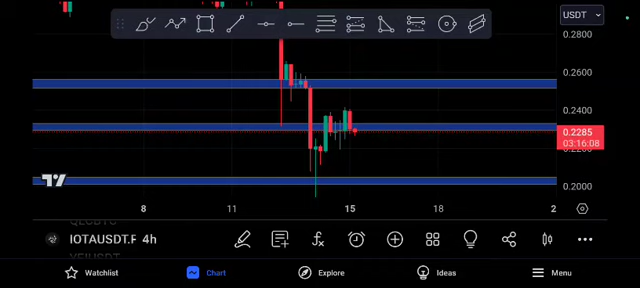 USDT
0.2800
0.2600
0.2400
0.2285
03:16:08
0.2200
0.2000
8
11
15
18
2
IOTAUSDT.F 4h
Watchlist
Chart
Explore
Ideas
Menu